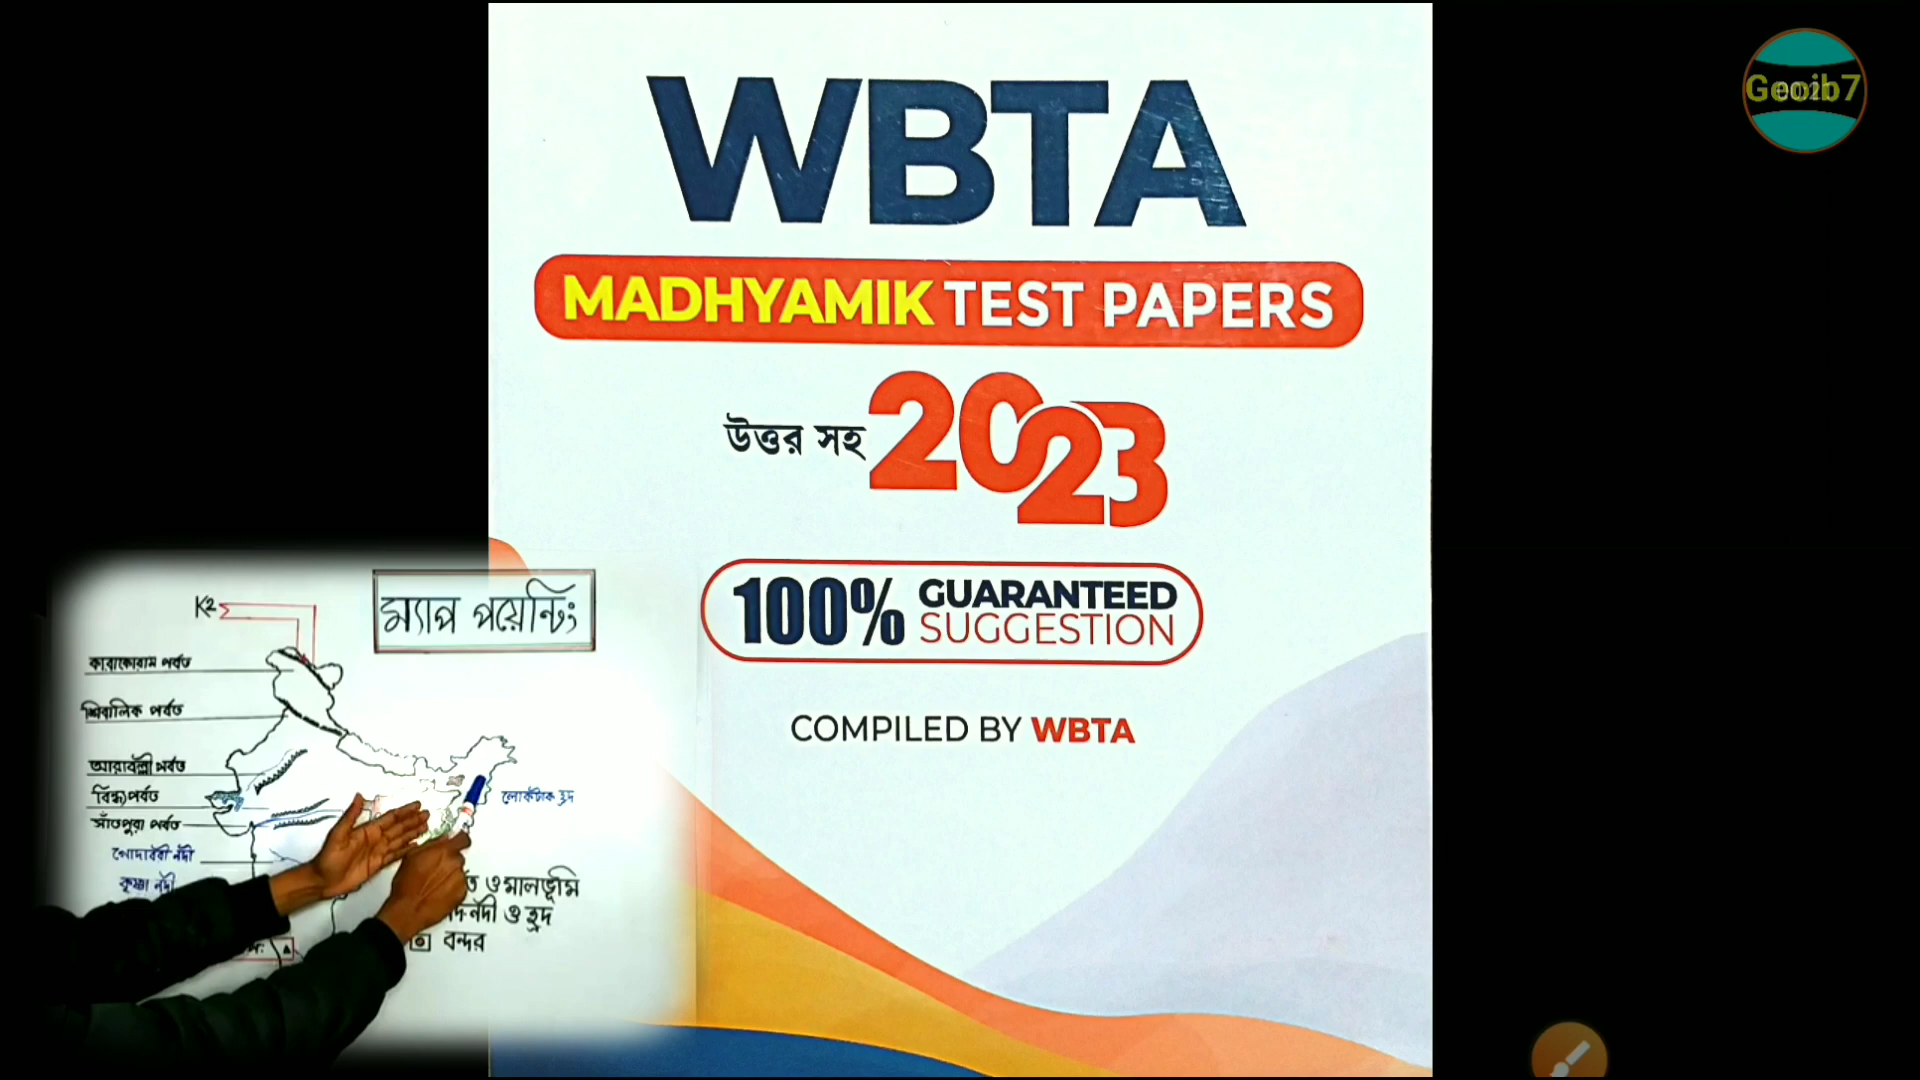 WBTA
MADHYAMIK TEST PAPERS
উত্তর সহ 2023
100% GUARANTEED
SUGGESTION
COMPILED BY WBTA
ম্যাপ পয়েন্টিং
K2
কারাকোরাম পর্বত
শিবালিক পর্বত
আরাবল্লী পর্বত
বিন্ধ্য পর্বত
সাঁতপুরা পর্বত
গোদাবরী নদী
কৃষ্ণা নদী
লোকটাক হ্রদ
ও মালভূমি
নদী ও হ্রদ
বন্দর
Geoib7